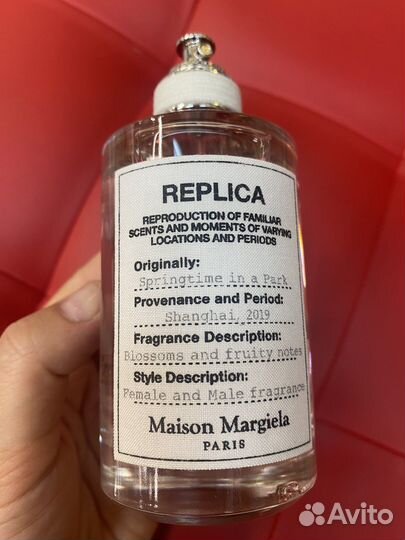 REPLICA
REPRODUCTION OF FAMILIAR
SCENTS AND MOMENTS OF VARYING
LOCATIONS AND PERIODS
Originally:
Springtime in a Park
Provenance and Period:
Shanghai, 2019
Fragrance Description:
Blossoms and fruity notes
Style Description:
Female and Male fragrance
Maison Margiela
PARIS
Avito